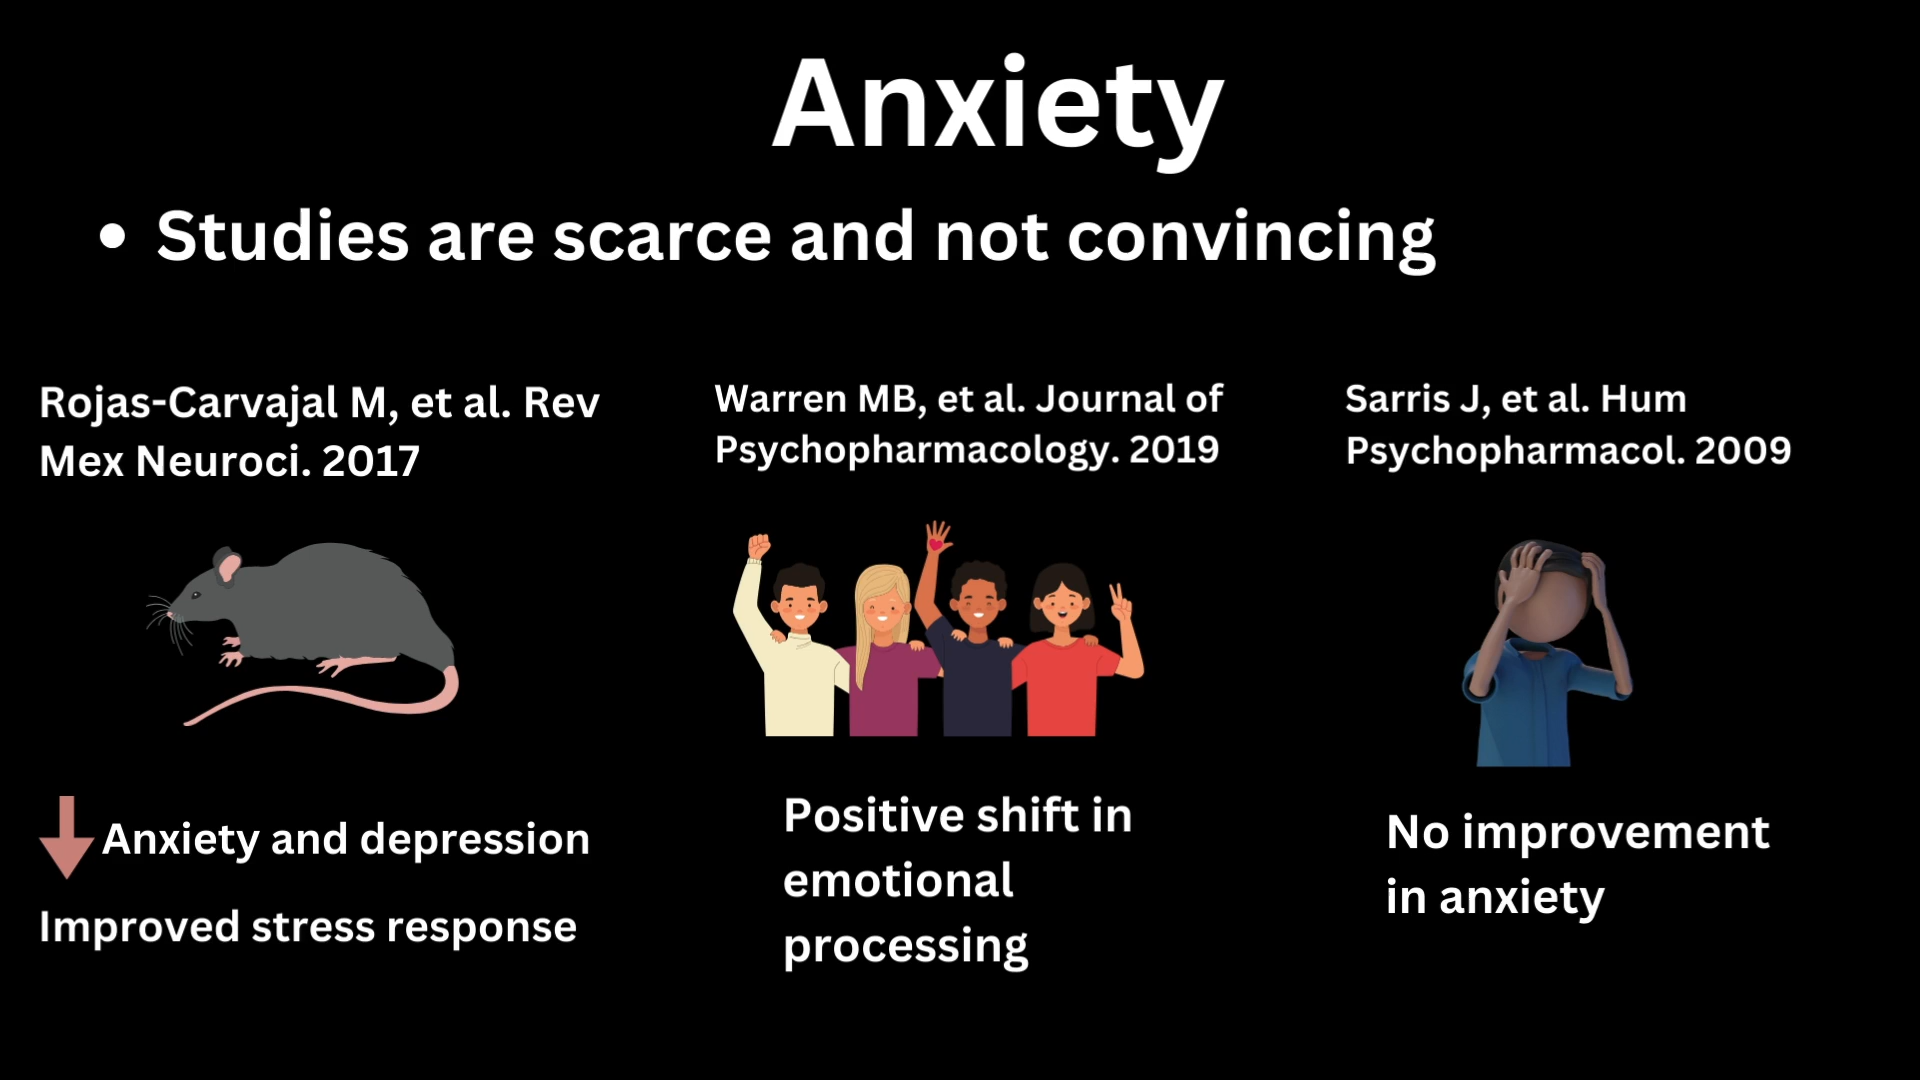 Anxiety
• Studies are scarce and not convincing
Rojas-Carvajal M, et al. Rev
Mex Neuroci. 2017
Anxiety and depression
Improved stress response
Warren MB, et al. Journal of
Psychopharmacology. 2019
Positive shift in
emotional
processing
Sarris J, et al. Hum
Psychopharmacol. 2009
No improvement
in anxiety